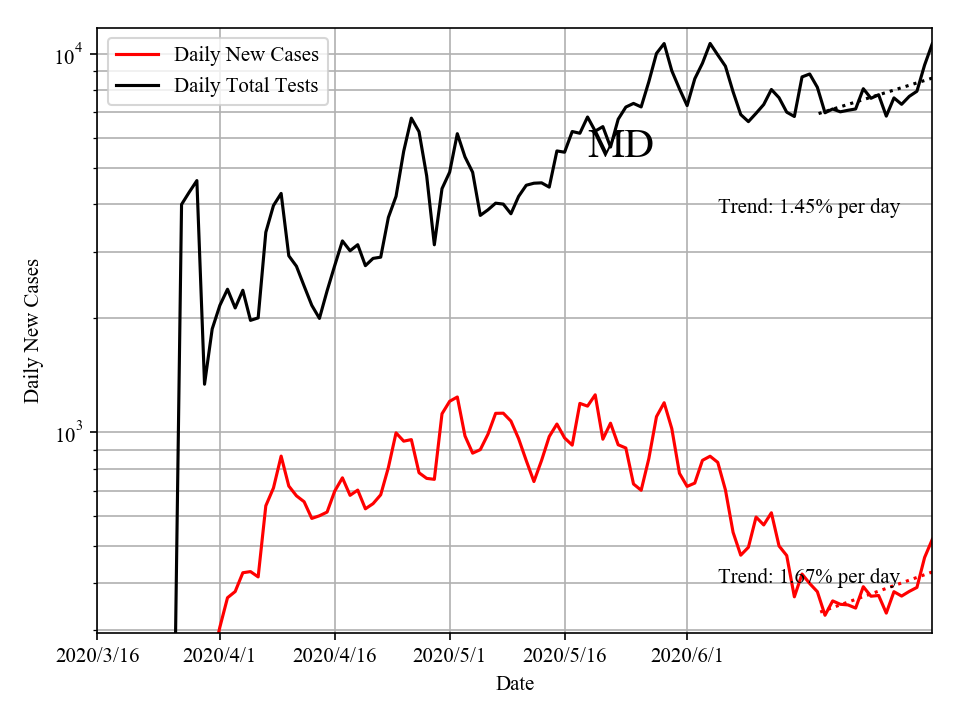 Daily New Cases
Daily Total Tests
10^4
MD
Trend: 1.45% per day
Daily New Cases
10^3
Trend: 1.67% per day
2020/3/16 2020/4/1 2020/4/16 2020/5/1 2020/5/16 2020/6/1
Date